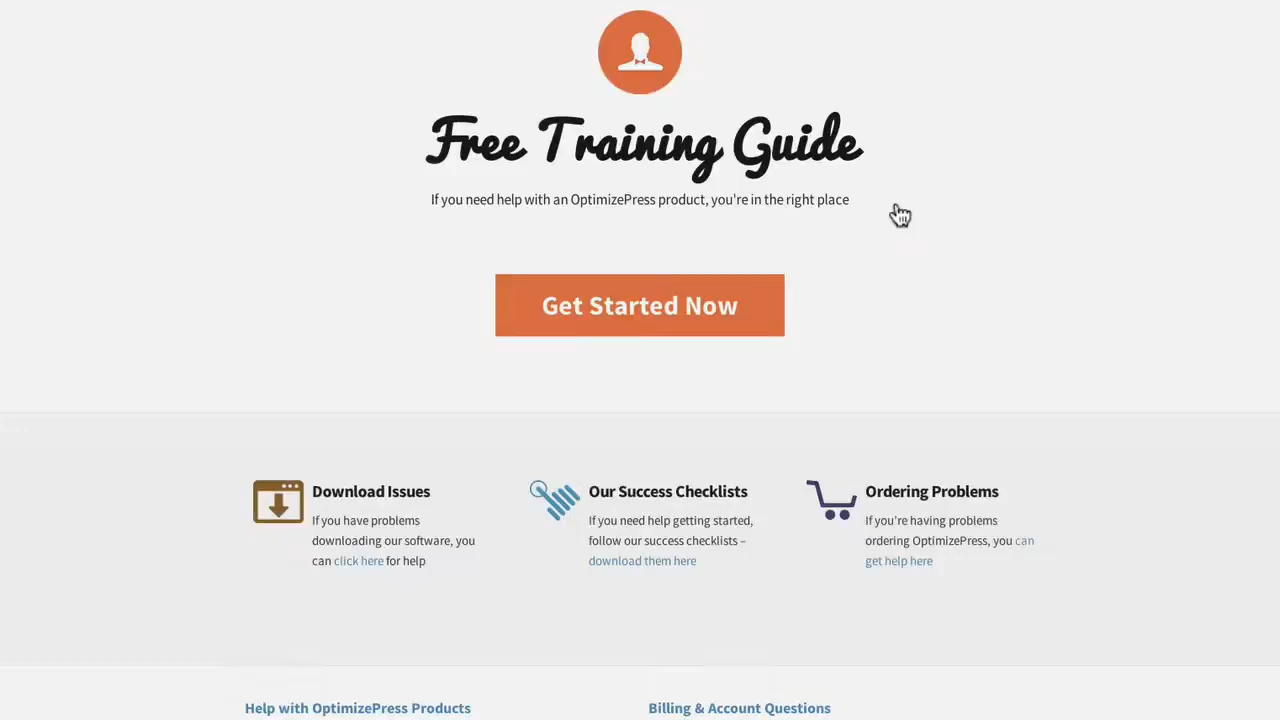 Free Training Guide
If you need help with an OptimizePress product, you're in the right place
Get Started Now
Download Issues
If you have problems
downloading our software, you
can click here for help
Our Success Checklists
If you need help getting started,
follow our success checklists –
download them here
Ordering Problems
If you're having problems
ordering OptimizePress, you can
get help here
Help with OptimizePress Products
Billing & Account Questions